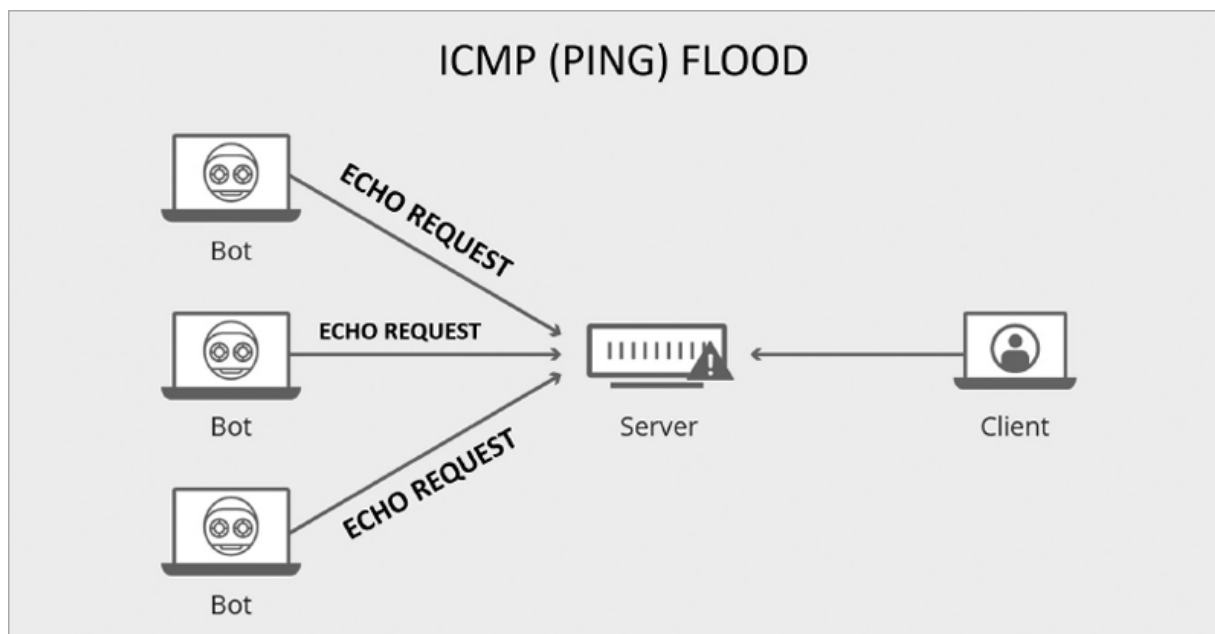 ICMP (PING) FLOOD
ECHO REQUEST
Bot
ECHO REQUEST
Bot
Server
Client
ECHO REQUEST
Bot